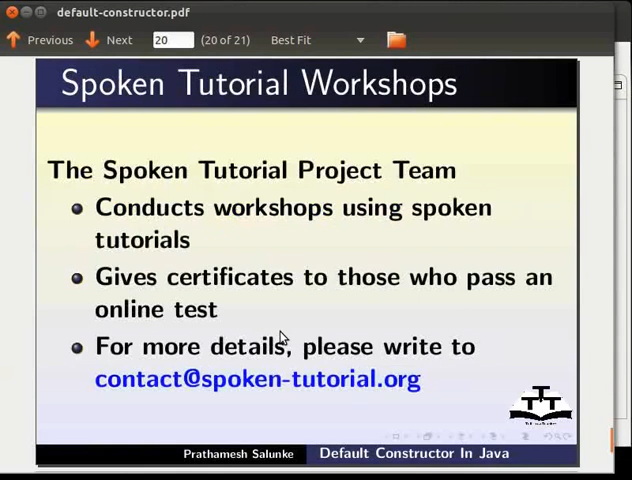 default-constructor.pdf
Previous Next 20 (20 of 21) Best Fit
Spoken Tutorial Workshops
The Spoken Tutorial Project Team
Conducts workshops using spoken
tutorials
Gives certificates to those who pass an
online test
For more details, please write to
contact@spoken-tutorial.org
Prathamesh Salunke Default Constructor In Java